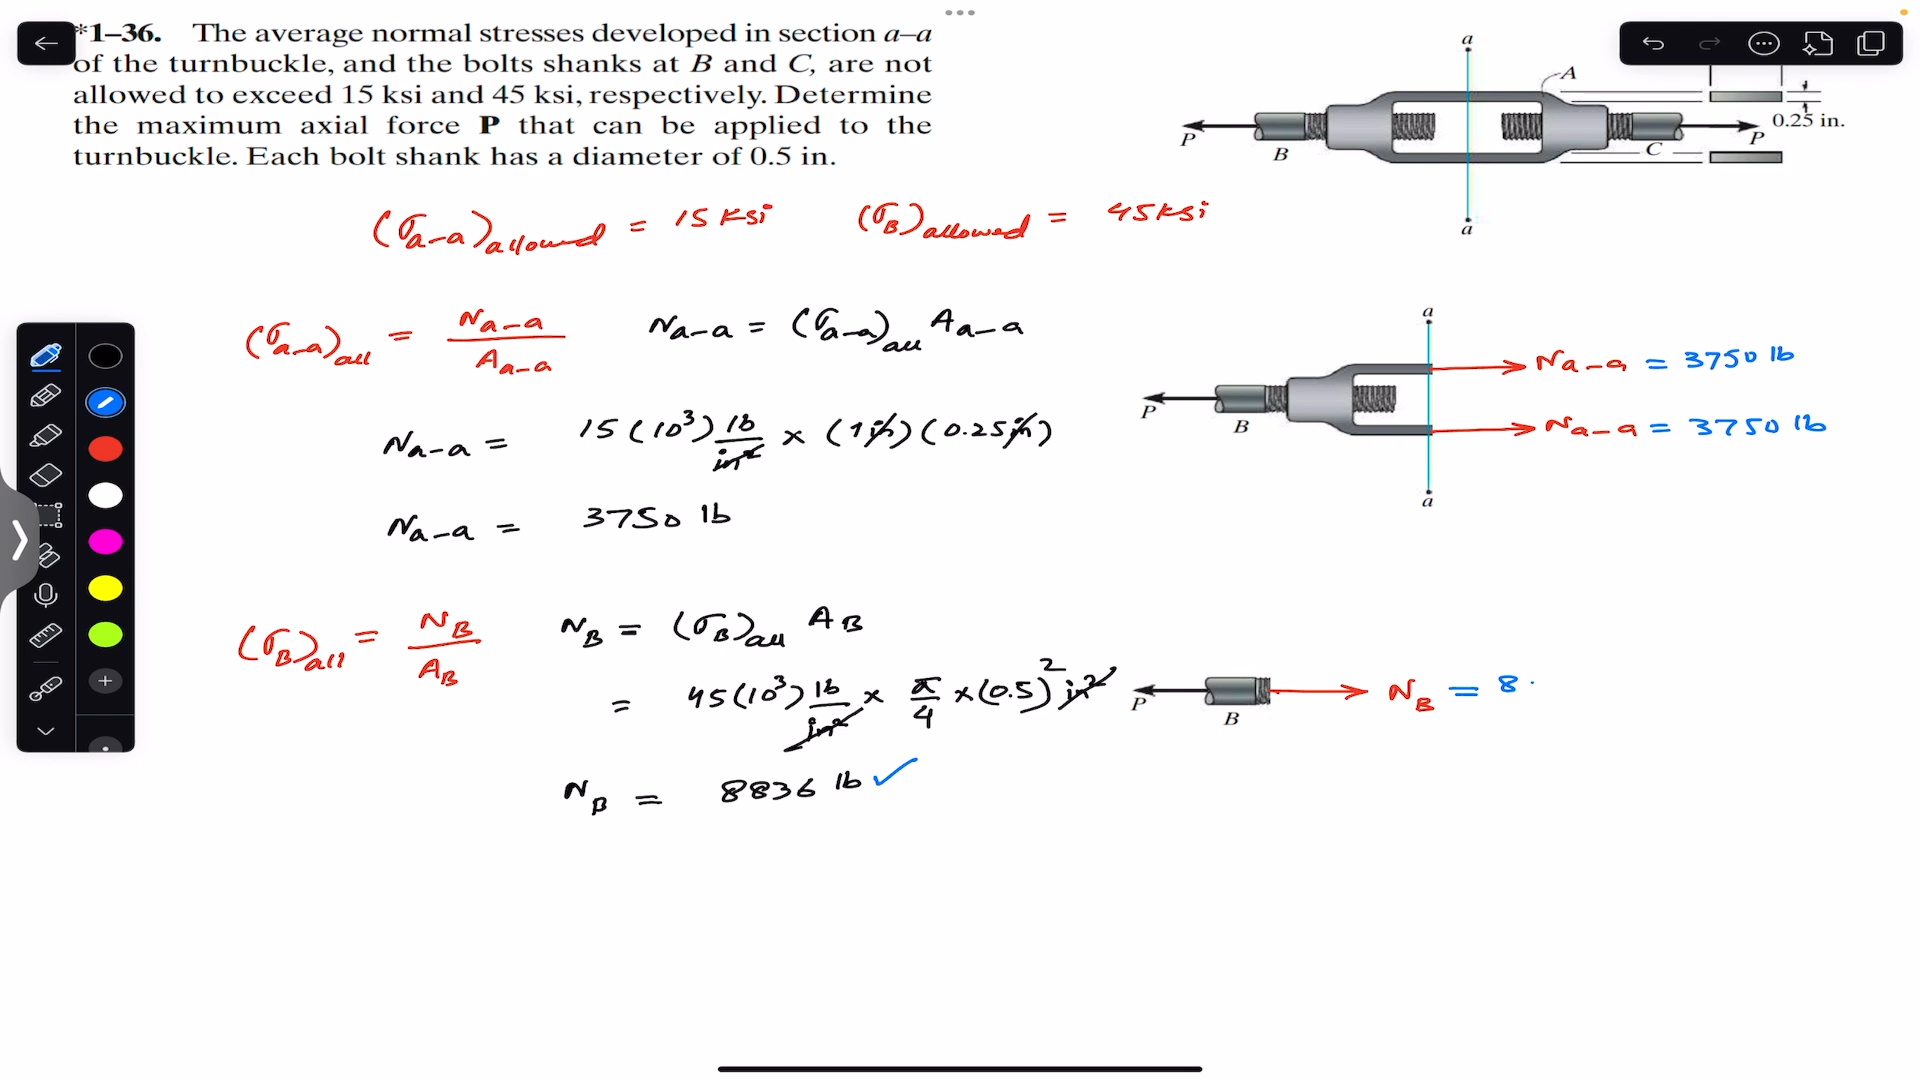 *1–36. The average normal stresses developed in section a–a
of the turnbuckle, and the bolts shanks at B and C, are not
allowed to exceed 15 ksi and 45 ksi, respectively. Determine
the maximum axial force P that can be applied to the
turnbuckle. Each bolt shank has a diameter of 0.5 in.
a
A
0.25 in.
P
B
C
P
a
(σa-a)allowed = 15 ksi (σB)allowed = 45 ksi
(σa-a)all = Na-a / Aa-a Na-a = (σa-a)all Aa-a
a
Na-a = 3750 lb
P
B
Na-a = 3750 lb
a
Na-a = 15(10³) lb/in² × (1 in)(0.25 in)
Na-a = 3750 lb
(σB)all = NB / AB NB = (σB)all AB
= 45(10³) lb/in² × π/4 × (0.5)² in²
P
B
NB = 8.
NB = 8836 lb ✓